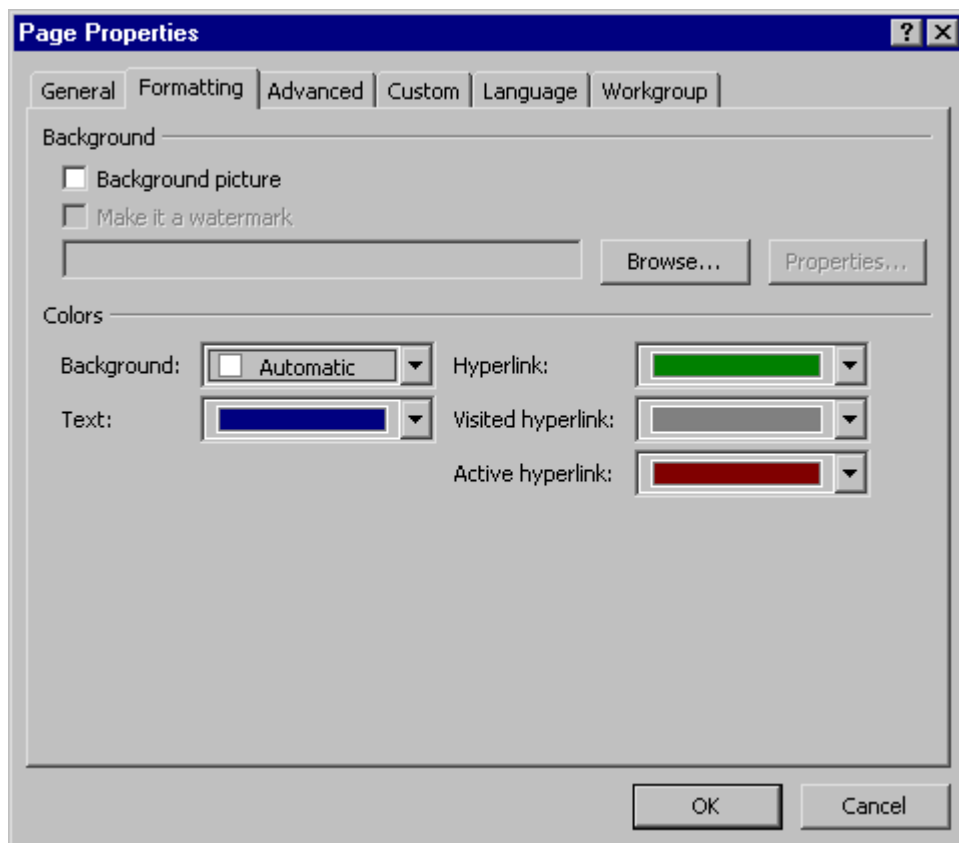 Page Properties
General Formatting Advanced Custom Language Workgroup
Background
Background picture
Make it a watermark
Browse... Properties...
Colors
Background: Automatic Hyperlink:
Text: Visited hyperlink:
Active hyperlink:
OK Cancel